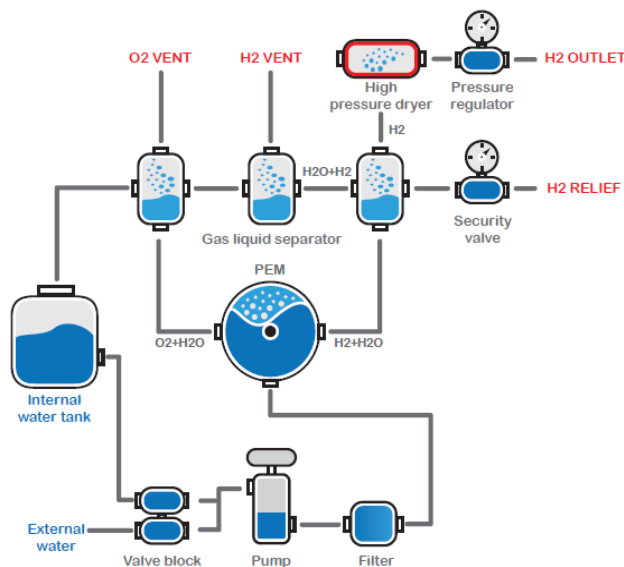 O2 VENT
H2 VENT
H2 OUTLET
High
pressure dryer
Pressure
regulator
H2
H2O+H2
H2 RELIEF
Gas liquid separator
Security
valve
PEM
O2+H2O
H2+H2O
Internal
water tank
External
water
Valve block
Pump
Filter